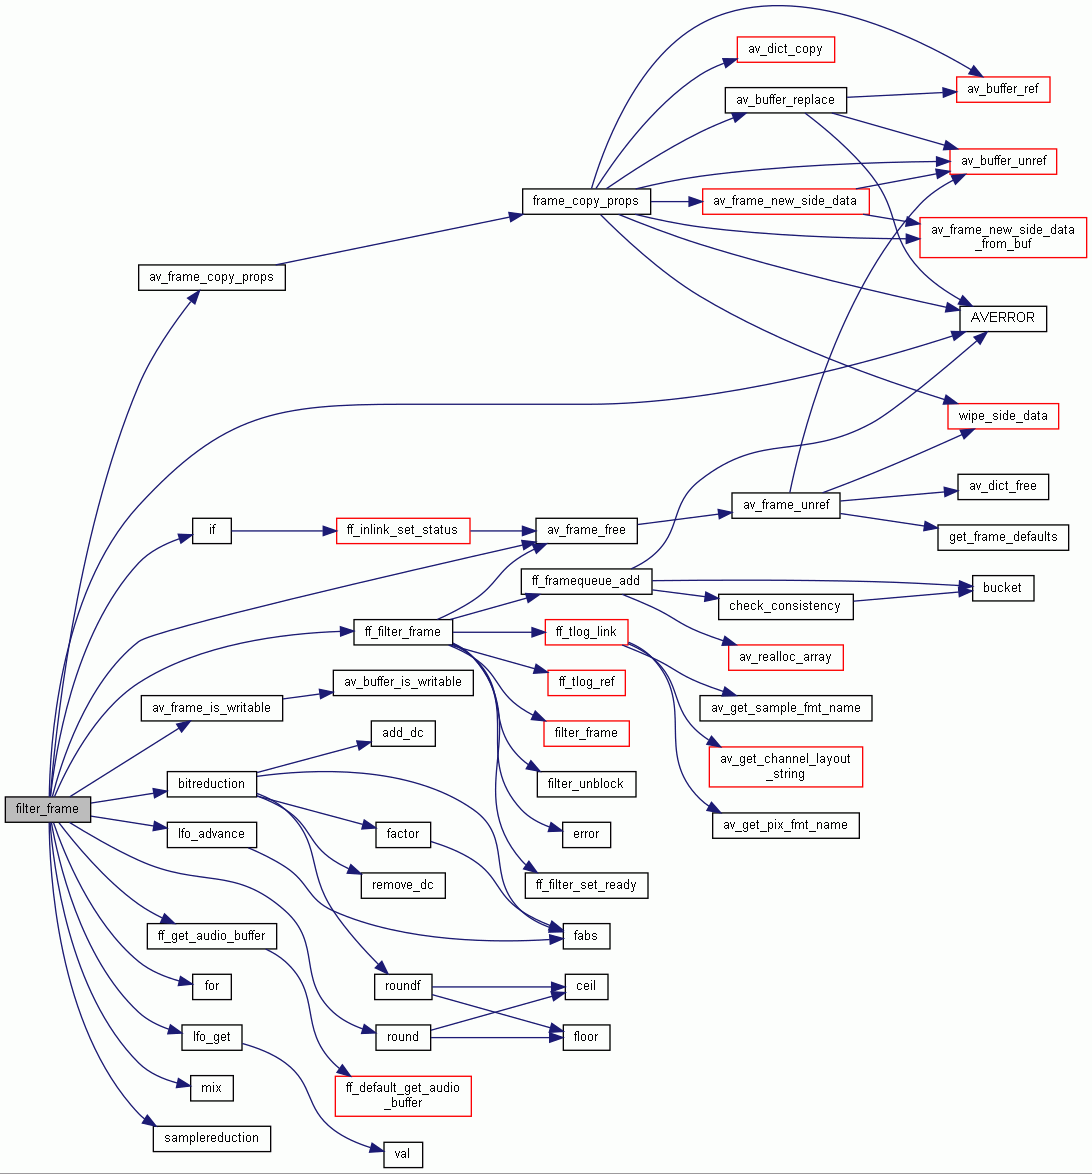 av_dict_copy
av_buffer_ref
av_buffer_replace
av_buffer_unref
frame_copy_props
av_frame_new_side_data
av_frame_new_side_data
_from_buf
av_frame_copy_props
AVERROR
wipe_side_data
av_dict_free
av_frame_unref
if
ff_inlink_set_status
av_frame_free
get_frame_defaults
ff_framequeue_add
bucket
check_consistency
ff_filter_frame
ff_tlog_link
av_realloc_array
av_buffer_is_writable
ff_tlog_ref
av_frame_is_writable
av_get_sample_fmt_name
add_dc
filter_frame
av_get_channel_layout
_string
bitreduction
filter_unblock
filter_frame
av_get_pix_fmt_name
lfo_advance
factor
error
remove_dc
ff_filter_set_ready
ff_get_audio_buffer
fabs
for
roundf
ceil
lfo_get
round
floor
mix
ff_default_get_audio
_buffer
samplereduction
val